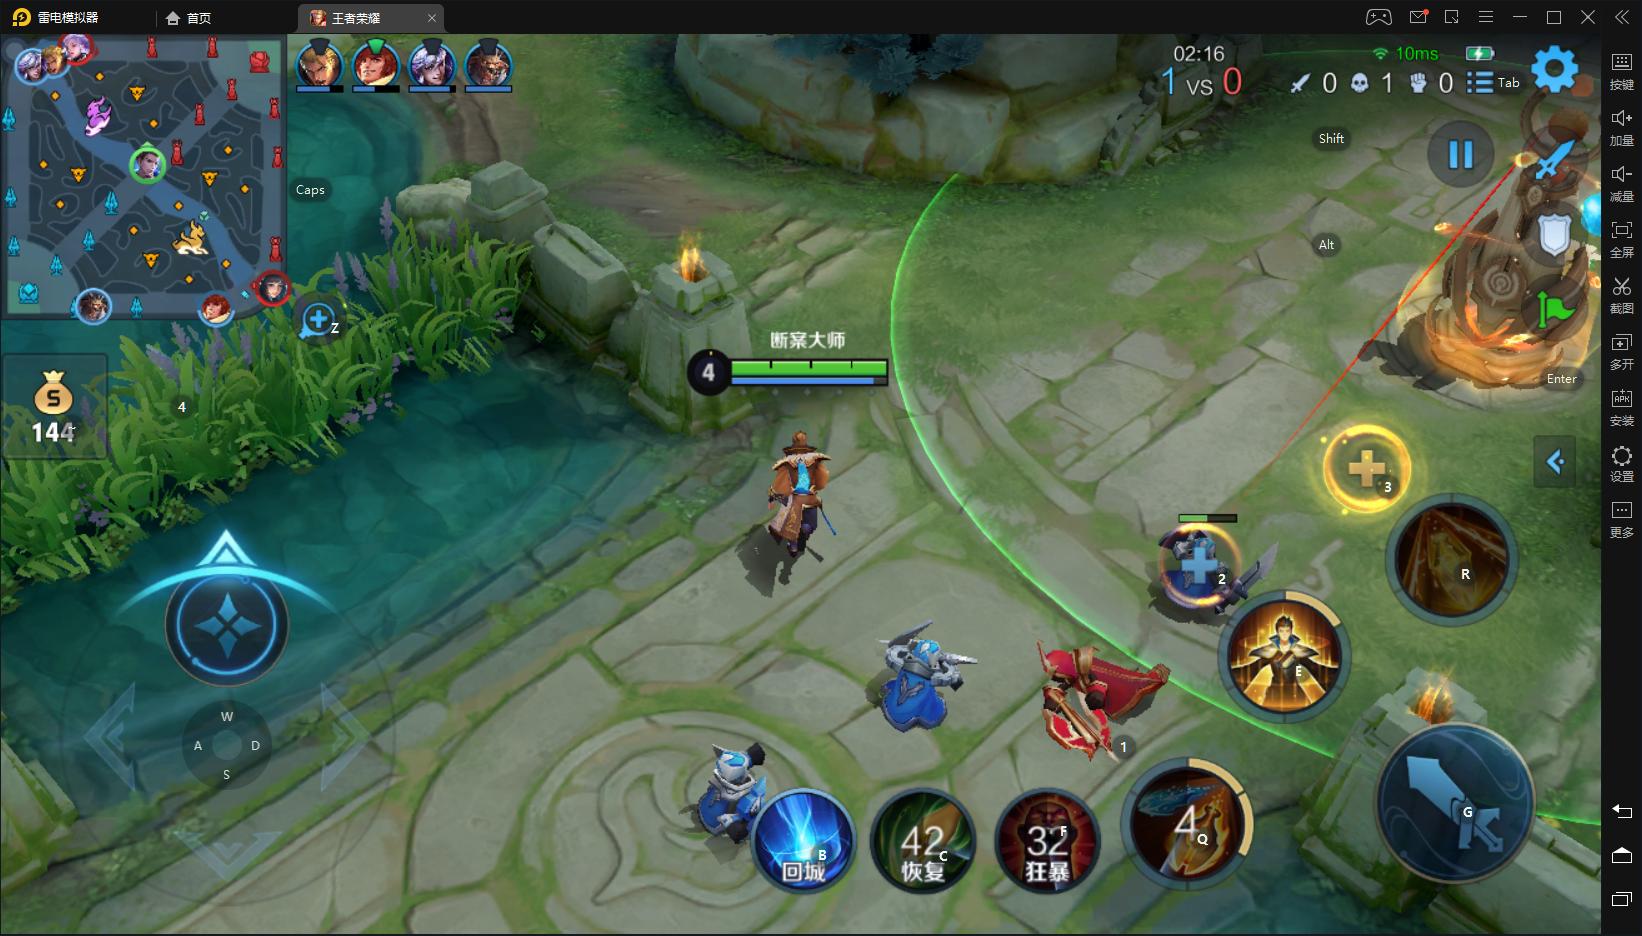 雷电模拟器
首页
王者荣耀
02:16
10ms
1 vs 0
0
1
0
Tab
Shift
Caps
Alt
Z
144
4
断案大师
4
Enter
3
2
R
E
1
W
A
D
S
G
回城
B
42
恢复
C
32
狂暴
F
4
Q
按键
加量
减量
全屏
截图
多开
APK
安装
设置
更多